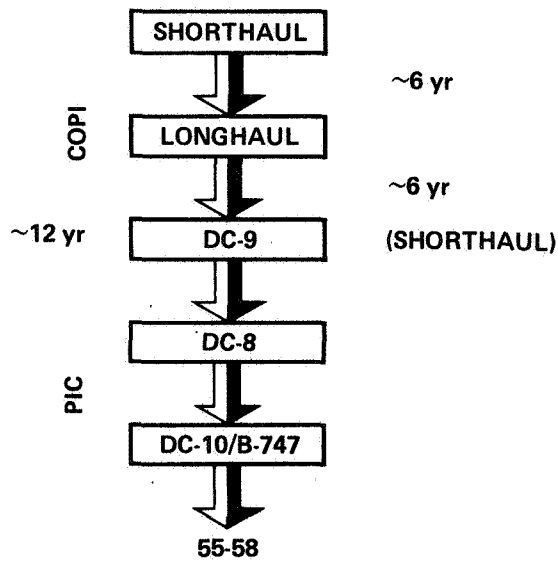 SHORTHAUL
~6 yr
COPI
LONGHAUL
~6 yr
~12 yr
DC-9
(SHORTHAUL)
DC-8
PIC
DC-10/B-747
55-58